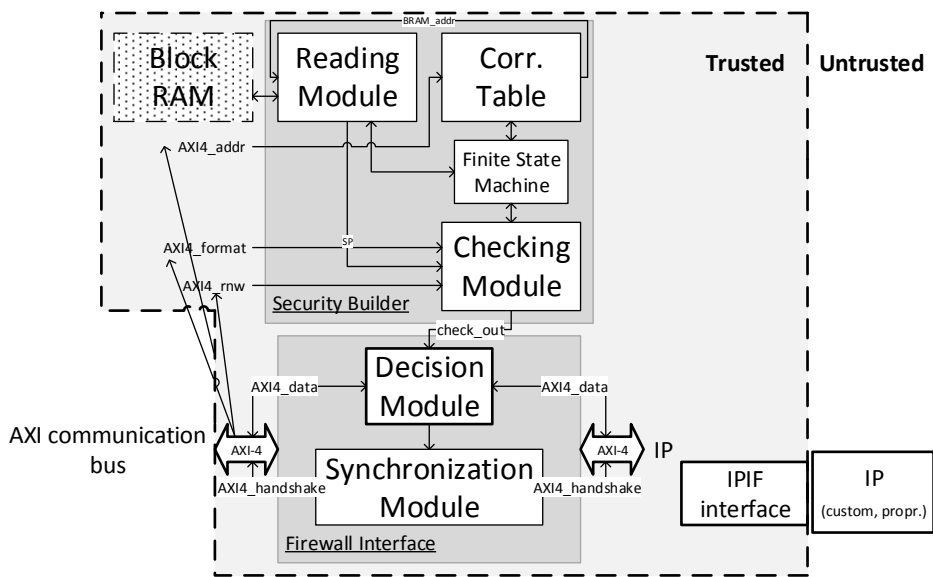 BRAM_addr
Block
RAM
Reading
Module
Corr.
Table
Trusted
Untrusted
AXI4_addr
Finite State
Machine
AXI4_format
SP
Checking
Module
AXI4_rnw
Security Builder
check_out
Decision
Module
AXI4_data
AXI4_data
AXI communication
bus
AXI-4
AXI-4
IP
Synchronization
Module
AXI4_handshake
AXI4_handshake
Firewall Interface
IPIF
interface
IP
(custom, propr.)